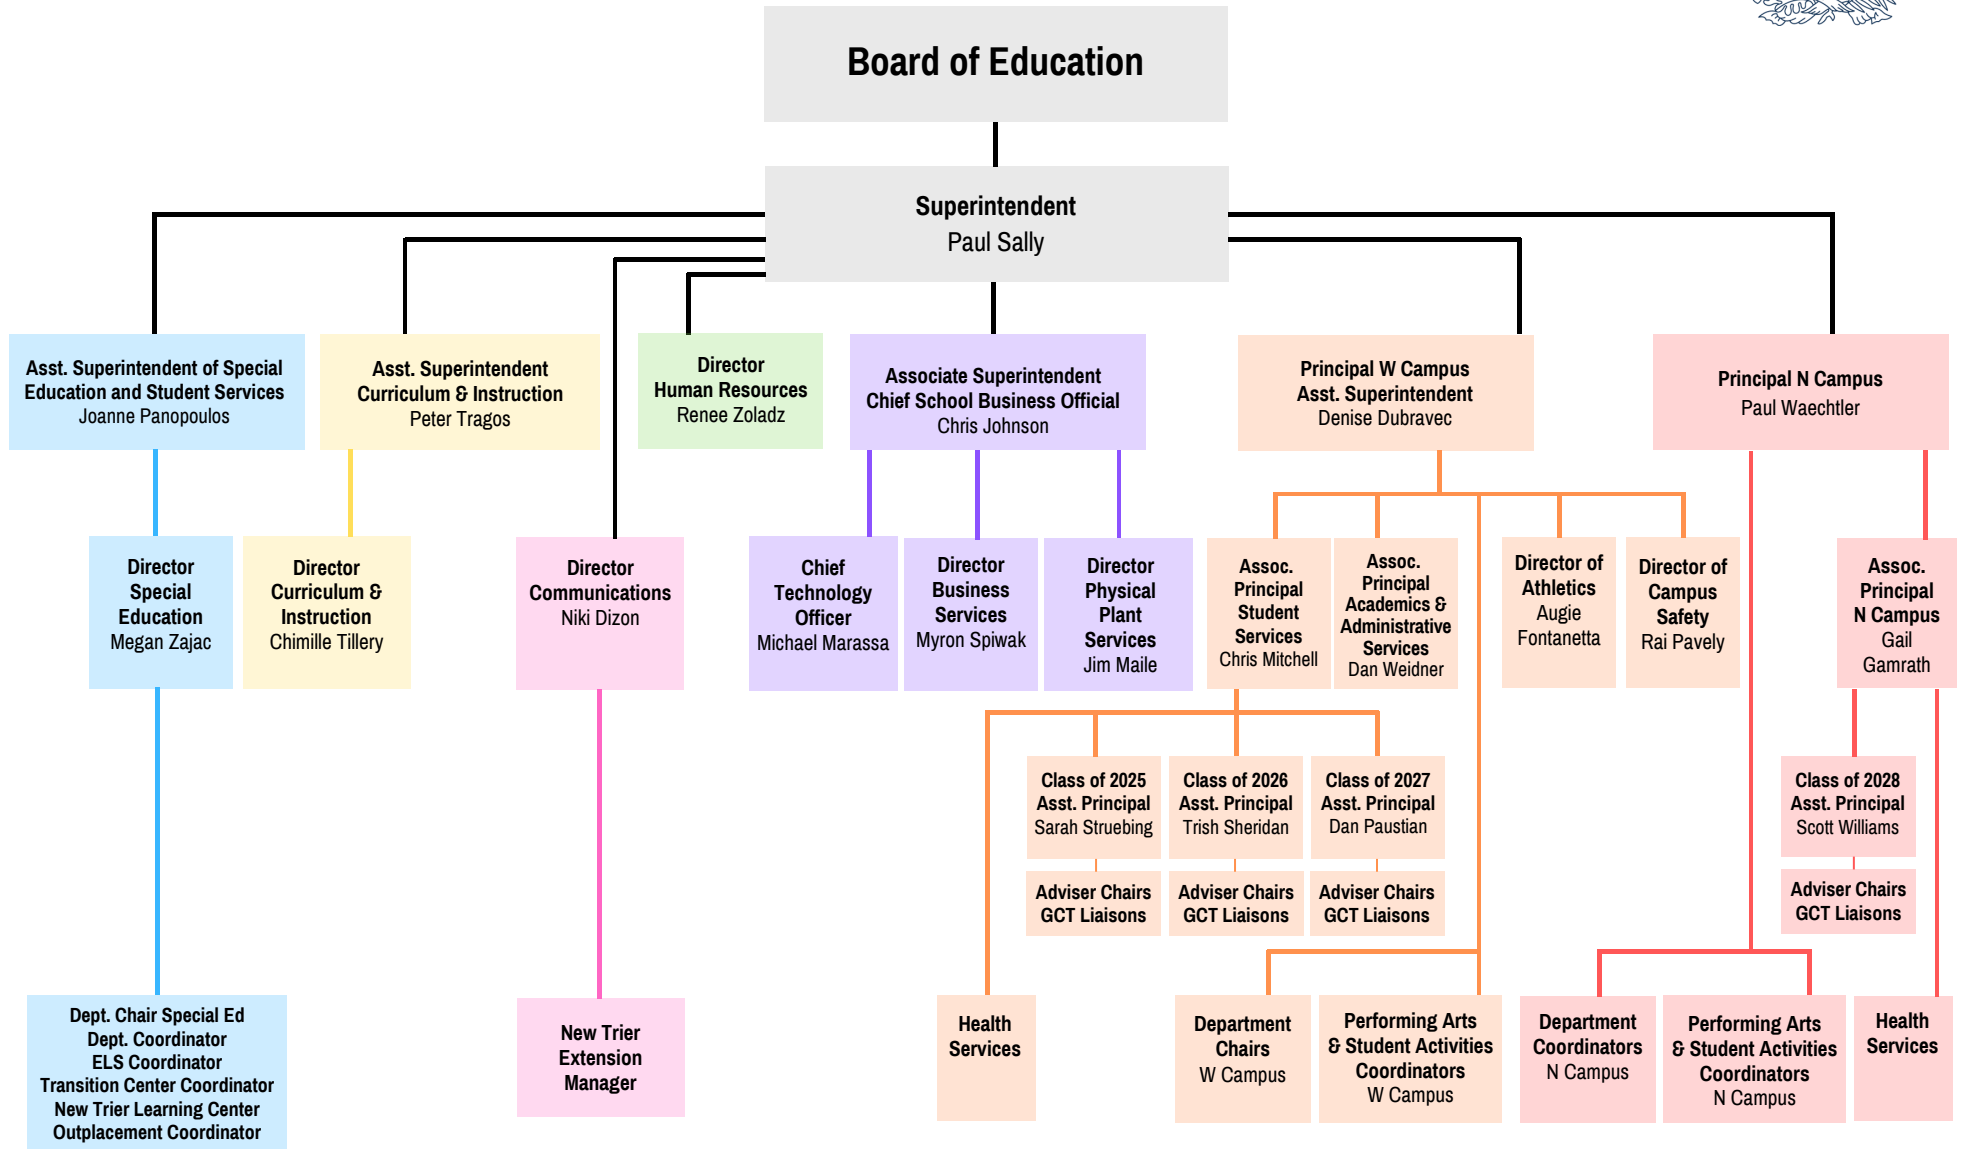 Board of Education
Superintendent
Paul Sally
Asst. Superintendent of Special
Education and Student Services
Joanne Panopoulos
Asst. Superintendent
Curriculum & Instruction
Peter Tragos
Director
Human Resources
Renee Zoladz
Associate Superintendent
Chief School Business Official
Chris Johnson
Principal W Campus
Asst. Superintendent
Denise Dubravec
Principal N Campus
Paul Waechtler
Director
Special
Education
Megan Zajac
Director
Curriculum &
Instruction
Chimille Tillery
Director
Communications
Niki Dizon
Chief
Technology
Officer
Michael Marassa
Director
Business
Services
Myron Spiwak
Director
Physical
Plant
Services
Jim Maile
Assoc.
Principal
Student
Services
Chris Mitchell
Assoc.
Principal
Academics &
Administrative
Services
Dan Weidner
Director of
Athletics
Augie
Fontanetta
Director of
Campus
Safety
Rai Pavely
Assoc.
Principal
N Campus
Gail
Gamrath
Class of 2025
Asst. Principal
Sarah Struebing
Class of 2026
Asst. Principal
Trish Sheridan
Class of 2027
Asst. Principal
Dan Paustian
Class of 2028
Asst. Principal
Scott Williams
Adviser Chairs
GCT Liaisons
Adviser Chairs
GCT Liaisons
Adviser Chairs
GCT Liaisons
Adviser Chairs
GCT Liaisons
Dept. Chair Special Ed
Dept. Coordinator
ELS Coordinator
Transition Center Coordinator
New Trier Learning Center
Outplacement Coordinator
New Trier
Extension
Manager
Health
Services
Department
Chairs
W Campus
Performing Arts
& Student Activities
Coordinators
W Campus
Department
Coordinators
N Campus
Performing Arts
& Student Activities
Coordinators
N Campus
Health
Services